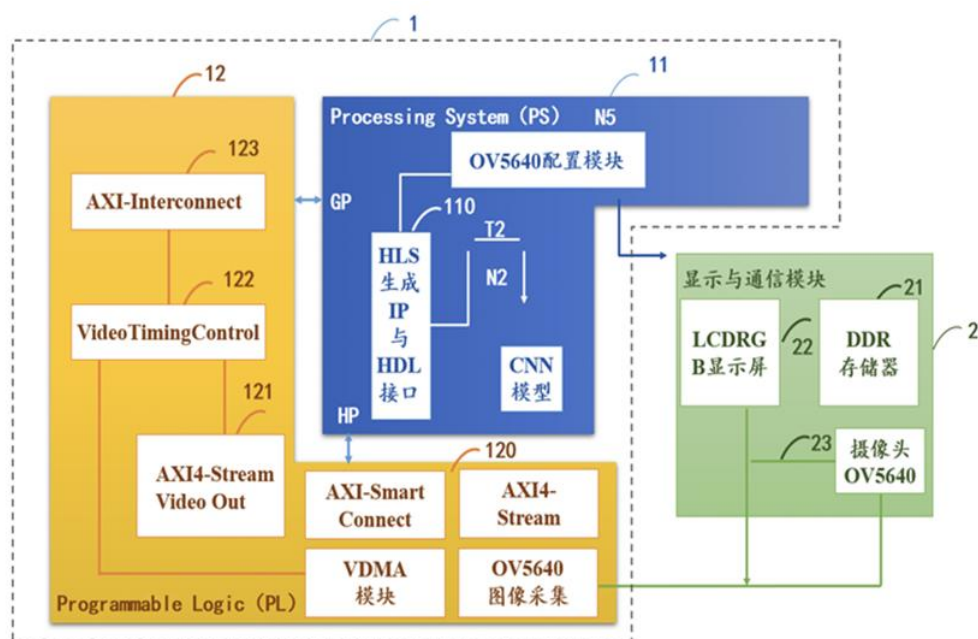 1
12
11
Processing System（PS）
N5
OV5640配置模块
123
AXI-Interconnect
GP
110
T2
N2
HLS
生成
IP
与
HDL
接口
122
VideoTimingControl
CNN
模型
HP
显示与通信模块
21
2
LCDRG
B显示屏
22
DDR
存储器
121
AXI4-Stream
Video Out
120
AXI-Smart
Connect
AXI4-
Stream
23
摄像头
OV5640
VDMA
模块
OV5640
图像采集
Programmable Logic（PL）